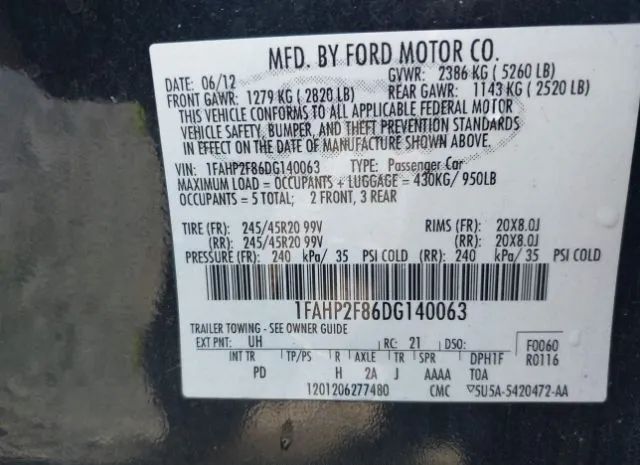 MFD. BY FORD MOTOR CO.
DATE: 06/12 GVWR: 2386 KG ( 5260 LB)
FRONT GAWR: 1279 KG ( 2820 LB) REAR GAWR: 1143 KG ( 2520 LB)
THIS VEHICLE CONFORMS TO ALL APPLICABLE FEDERAL MOTOR
VEHICLE SAFETY, BUMPER, AND THEFT PREVENTION STANDARDS
IN EFFECT ON THE DATE OF MANUFACTURE SHOWN ABOVE.
VIN: 1FAHP2F86DG140063 TYPE: Passenger Car
MAXIMUM LOAD = OCCUPANTS + LUGGAGE = 430KG/ 950LB
OCCUPANTS = 5 TOTAL; 2 FRONT, 3 REAR
TIRE (FR): 245/45R20 99V RIMS (FR): 20X8.0J
(RR): 245/45R20 99V (RR): 20X8.0J
PRESSURE (FR): 240 kPa/ 35 PSI COLD (RR): 240 kPa/ 35 PSI COLD
1FAHP2F86DG140063
TRAILER TOWING - SEE OWNER GUIDE
EXT PNT: UH RC: 21 DSO: F0060
INT TR TP/PS R AXLE TR SPR DPH1F R0116
PD H 2A J AAAA TOA
1201206277480 CMC ▽5U5A-5420472-AA